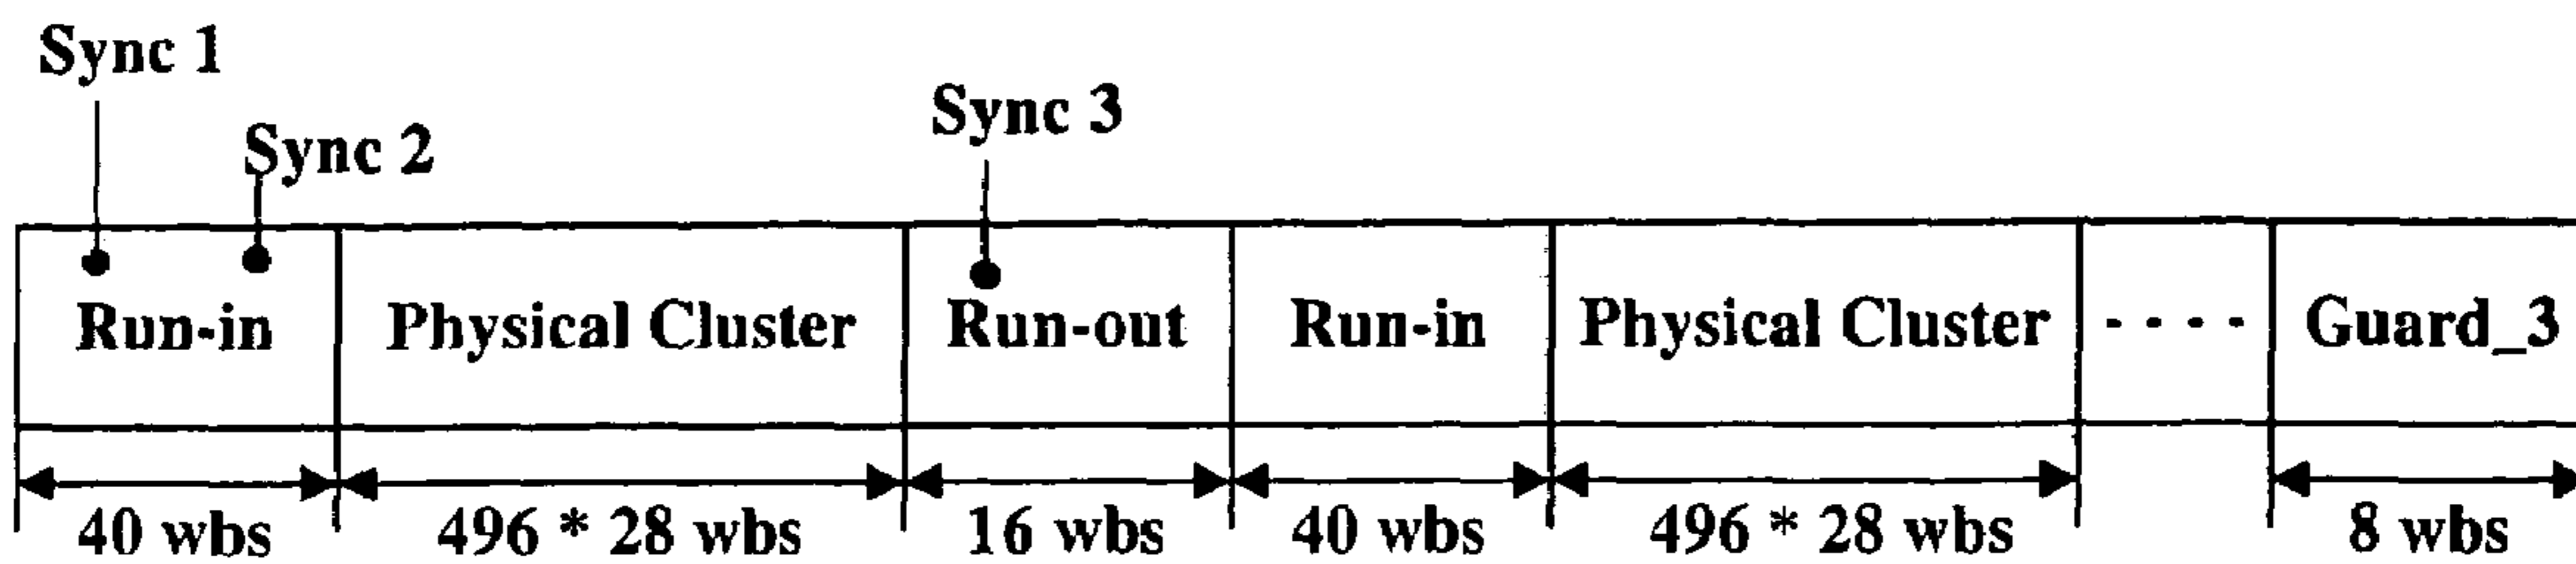 Sync 1
Sync 2
Sync 3
Run-in
Physical Cluster
Run-out
Run-in
Physical Cluster
- - - -
Guard_3
40 wbs
496 * 28 wbs
16 wbs
40 wbs
496 * 28 wbs
8 wbs